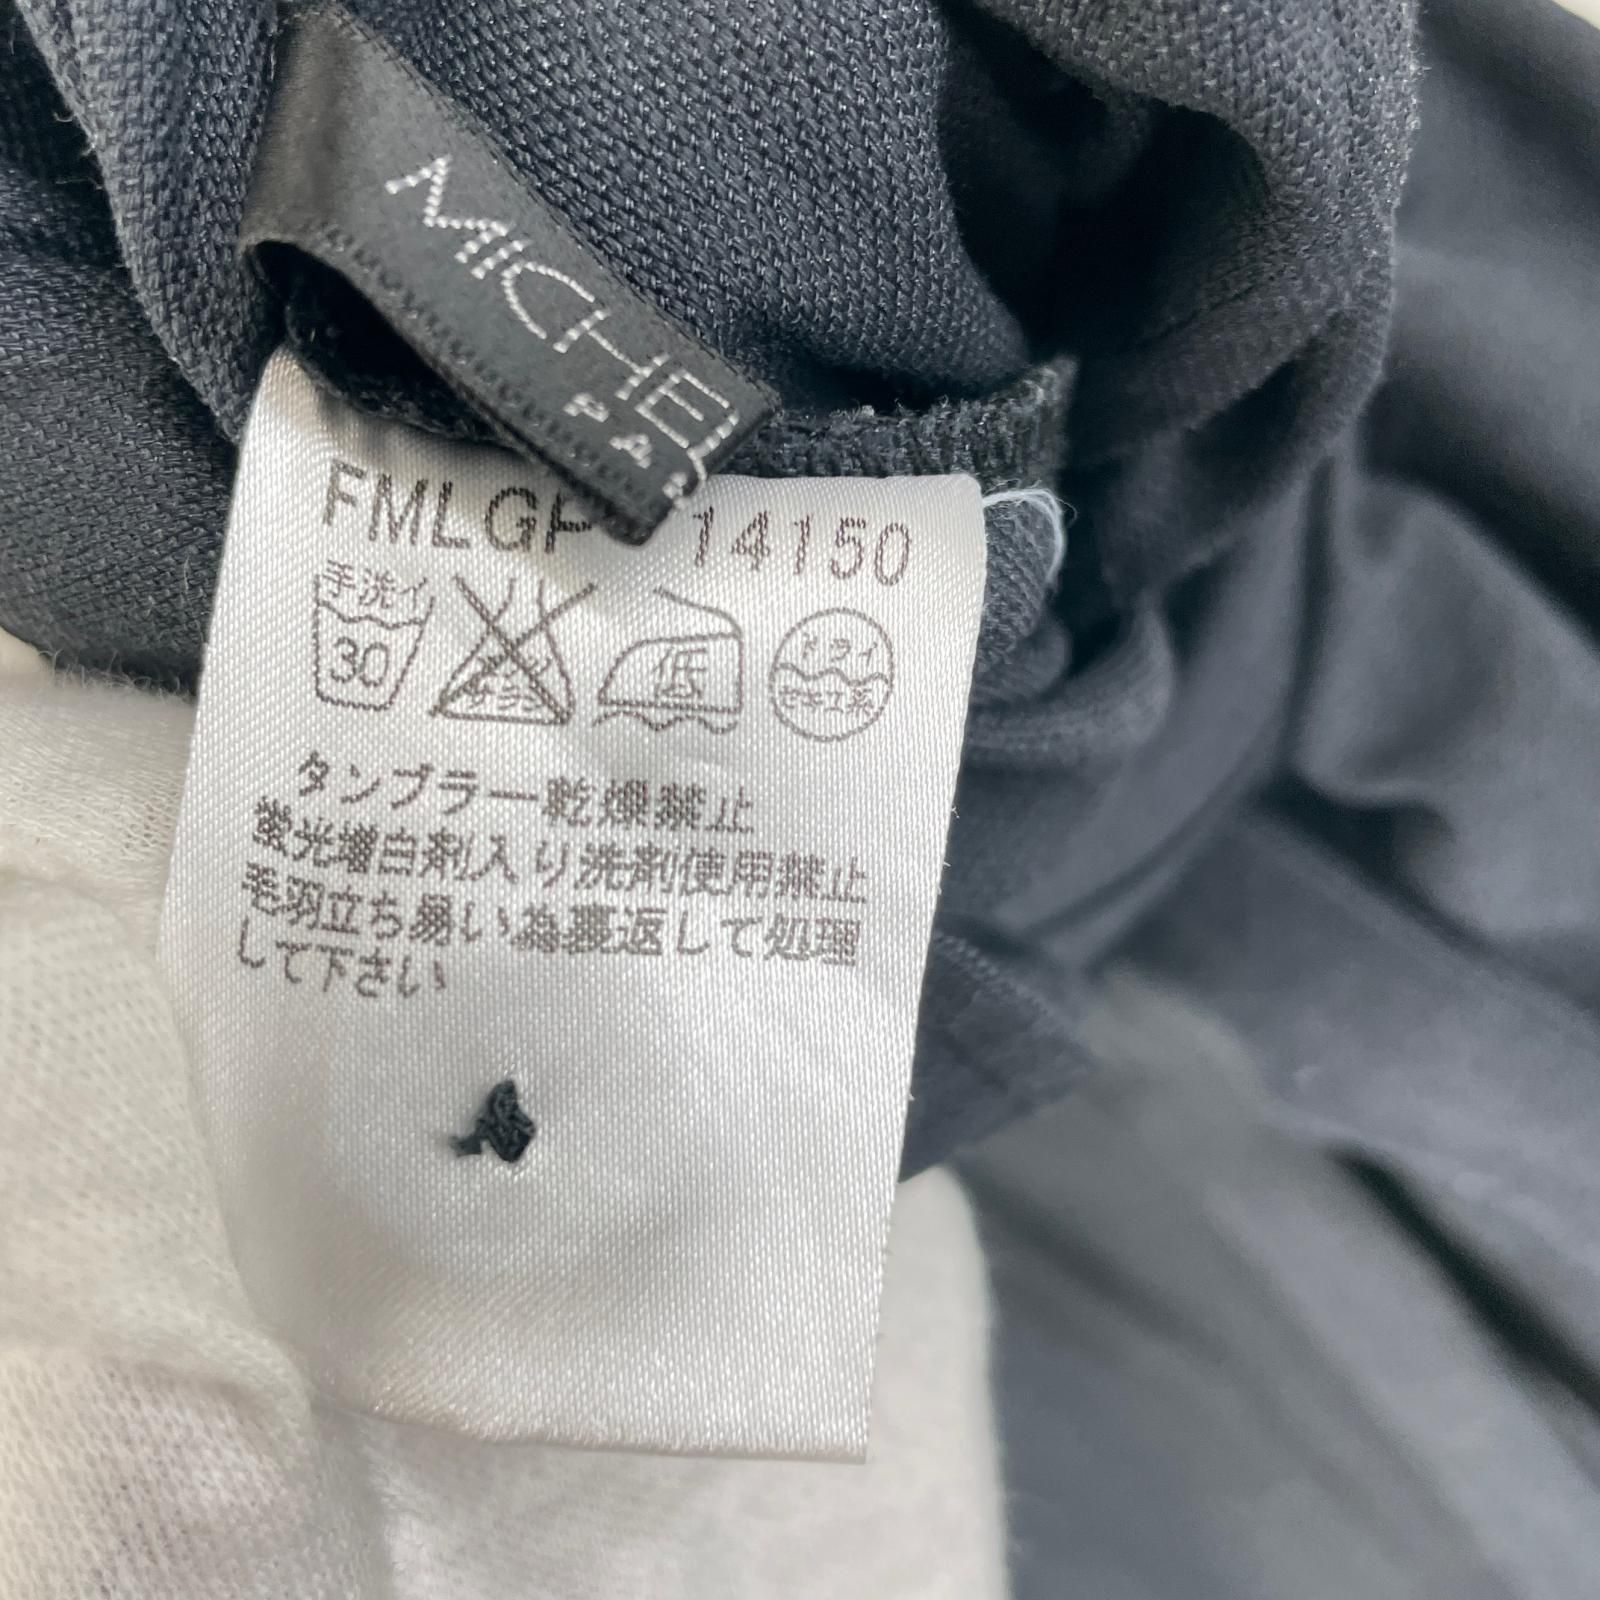 MICHE
FMLGP 14150
手洗イ
30
低
ドライ
セキユ系
タンブラー乾燥禁止
蛍光増白剤入り洗剤使用禁止
毛羽立ち易い為裏返して処理
して下さい